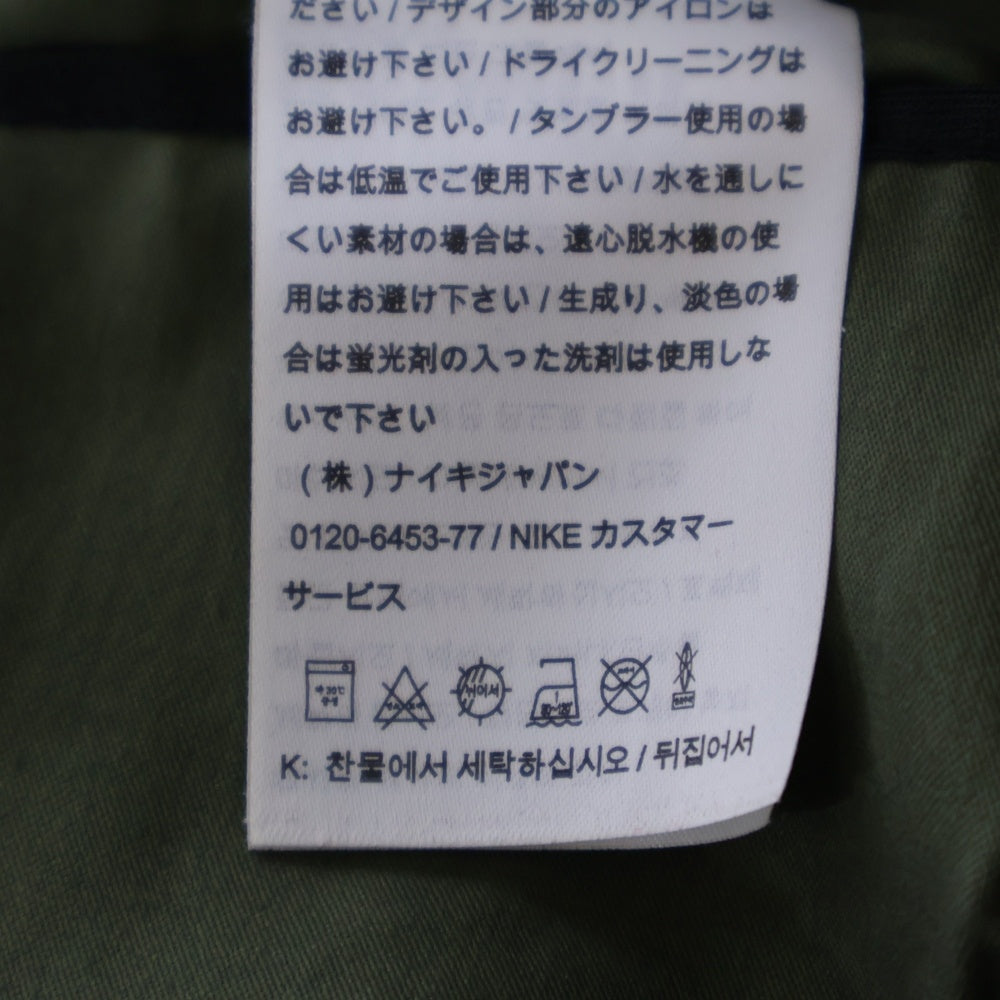 ださい / デザイン部分のアイロンは
お避け下さい / ドライクリーニングは
お避け下さい。 / タンブラー使用の場
合は低温でご使用下さい / 水を通しに
くい素材の場合は、遠心脱水機の使
用はお避け下さい / 生成り、淡色の場
合は蛍光剤の入った洗剤は使用しな
いで下さい
(株) ナイキジャパン
0120-6453-77 / NIKE カスタマー
サービス
K: 찬물에서 세탁하십시오 / 뒤집어서